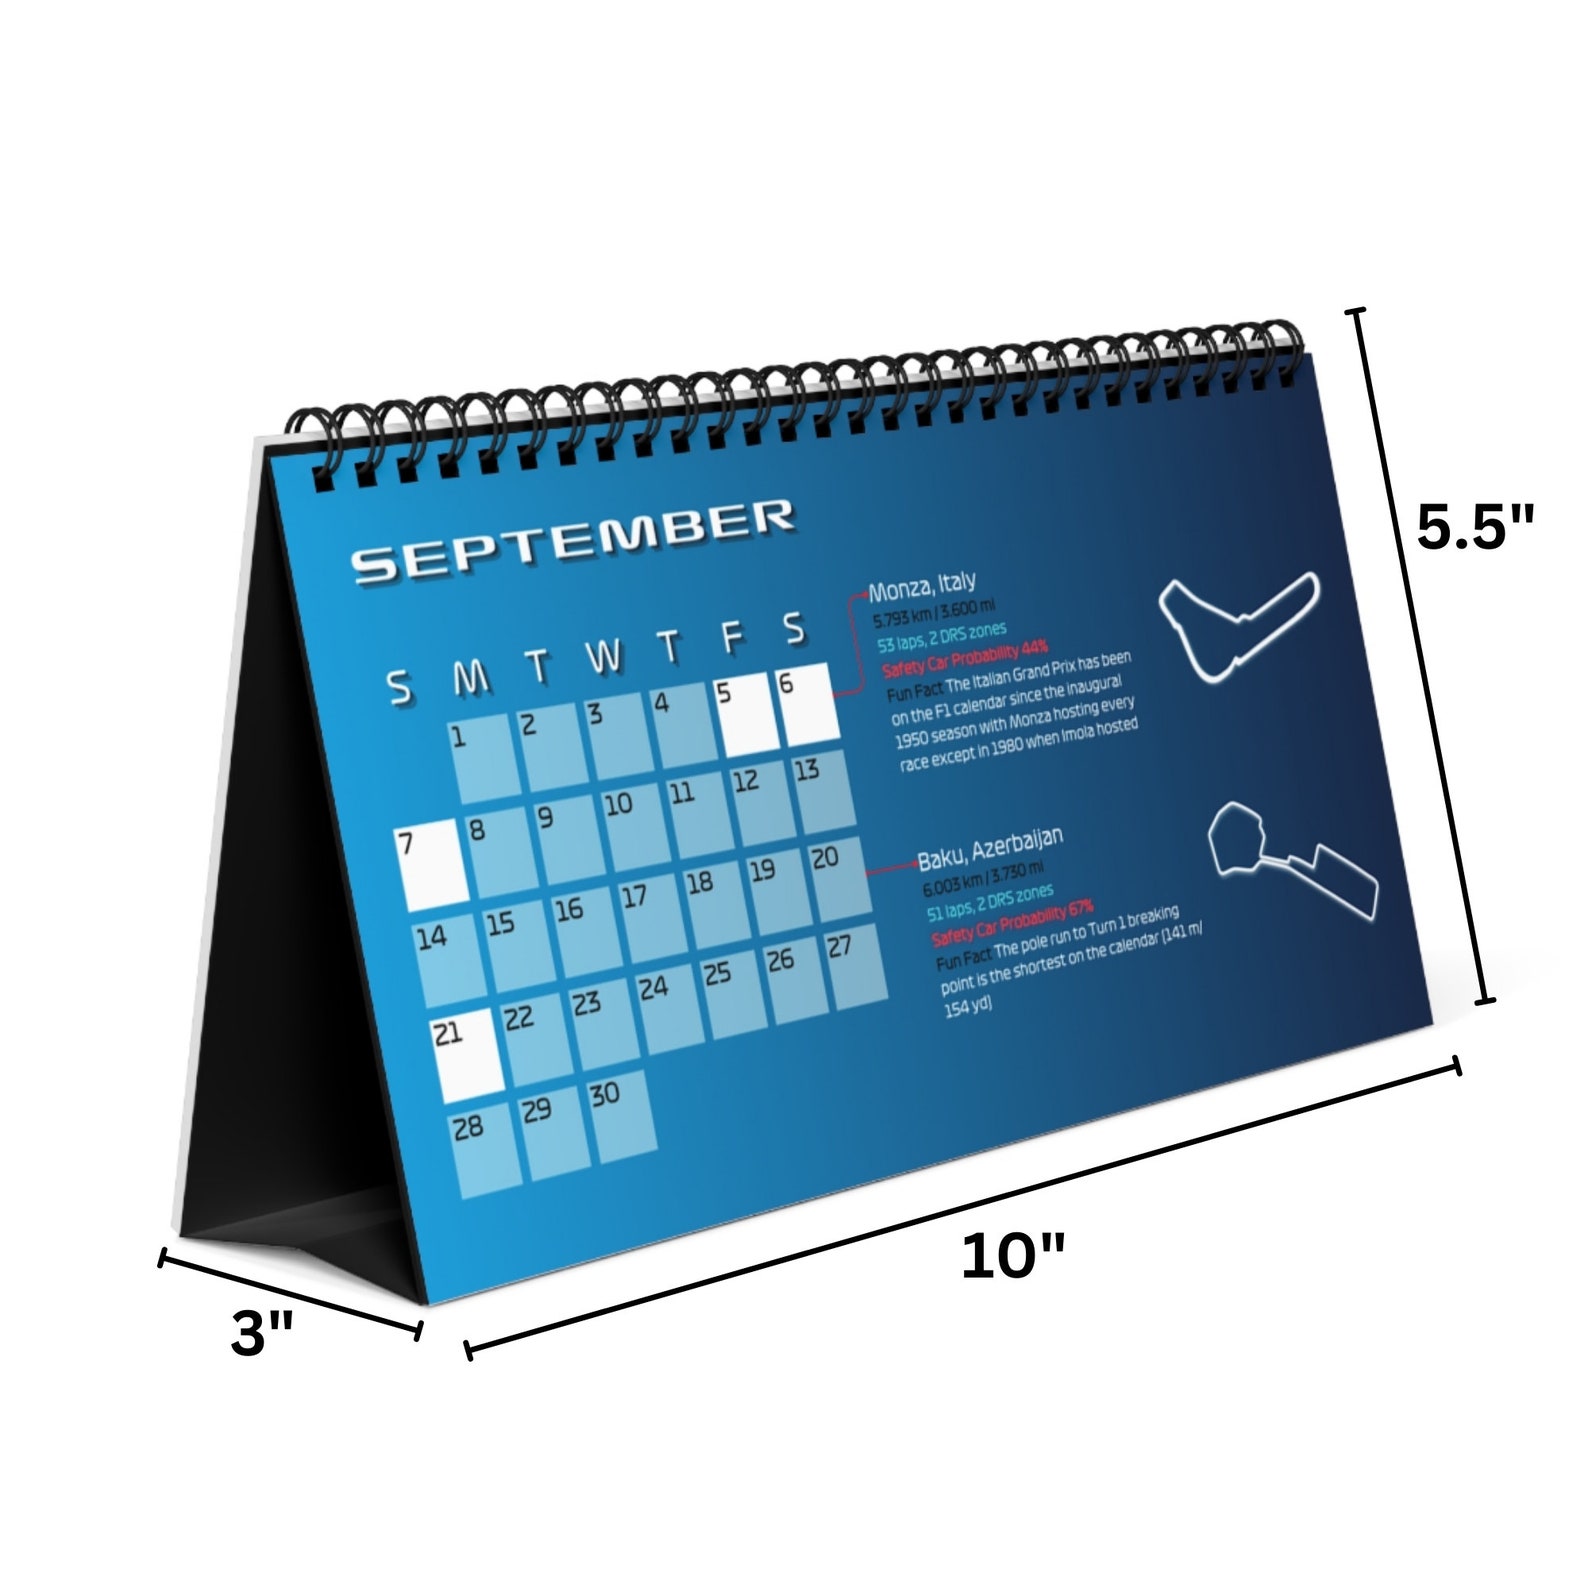 SEPTEMBER
S M T W T F S
1 2 3 4 5 6
7 8 9 10 11 12 13
14 15 16 17 18 19 20
21 22 23 24 25 26 27
28 29 30
Monza, Italy
5.793 km / 3.600 mi
53 laps, 2 DRS zones
Safety Car Probability 44%
Fun Fact The Italian Grand Prix has been
on the F1 calendar since the inaugural
1950 season with Monza hosting every
race except in 1980 when Imola hosted
Baku, Azerbaijan
6.003 km / 3.730 mi
51 laps, 2 DRS zones
Safety Car Probability 67%
Fun Fact The pole run to Turn 1 breaking
point is the shortest on the calendar (141 m/
154 yd)
5.5"
10"
3"